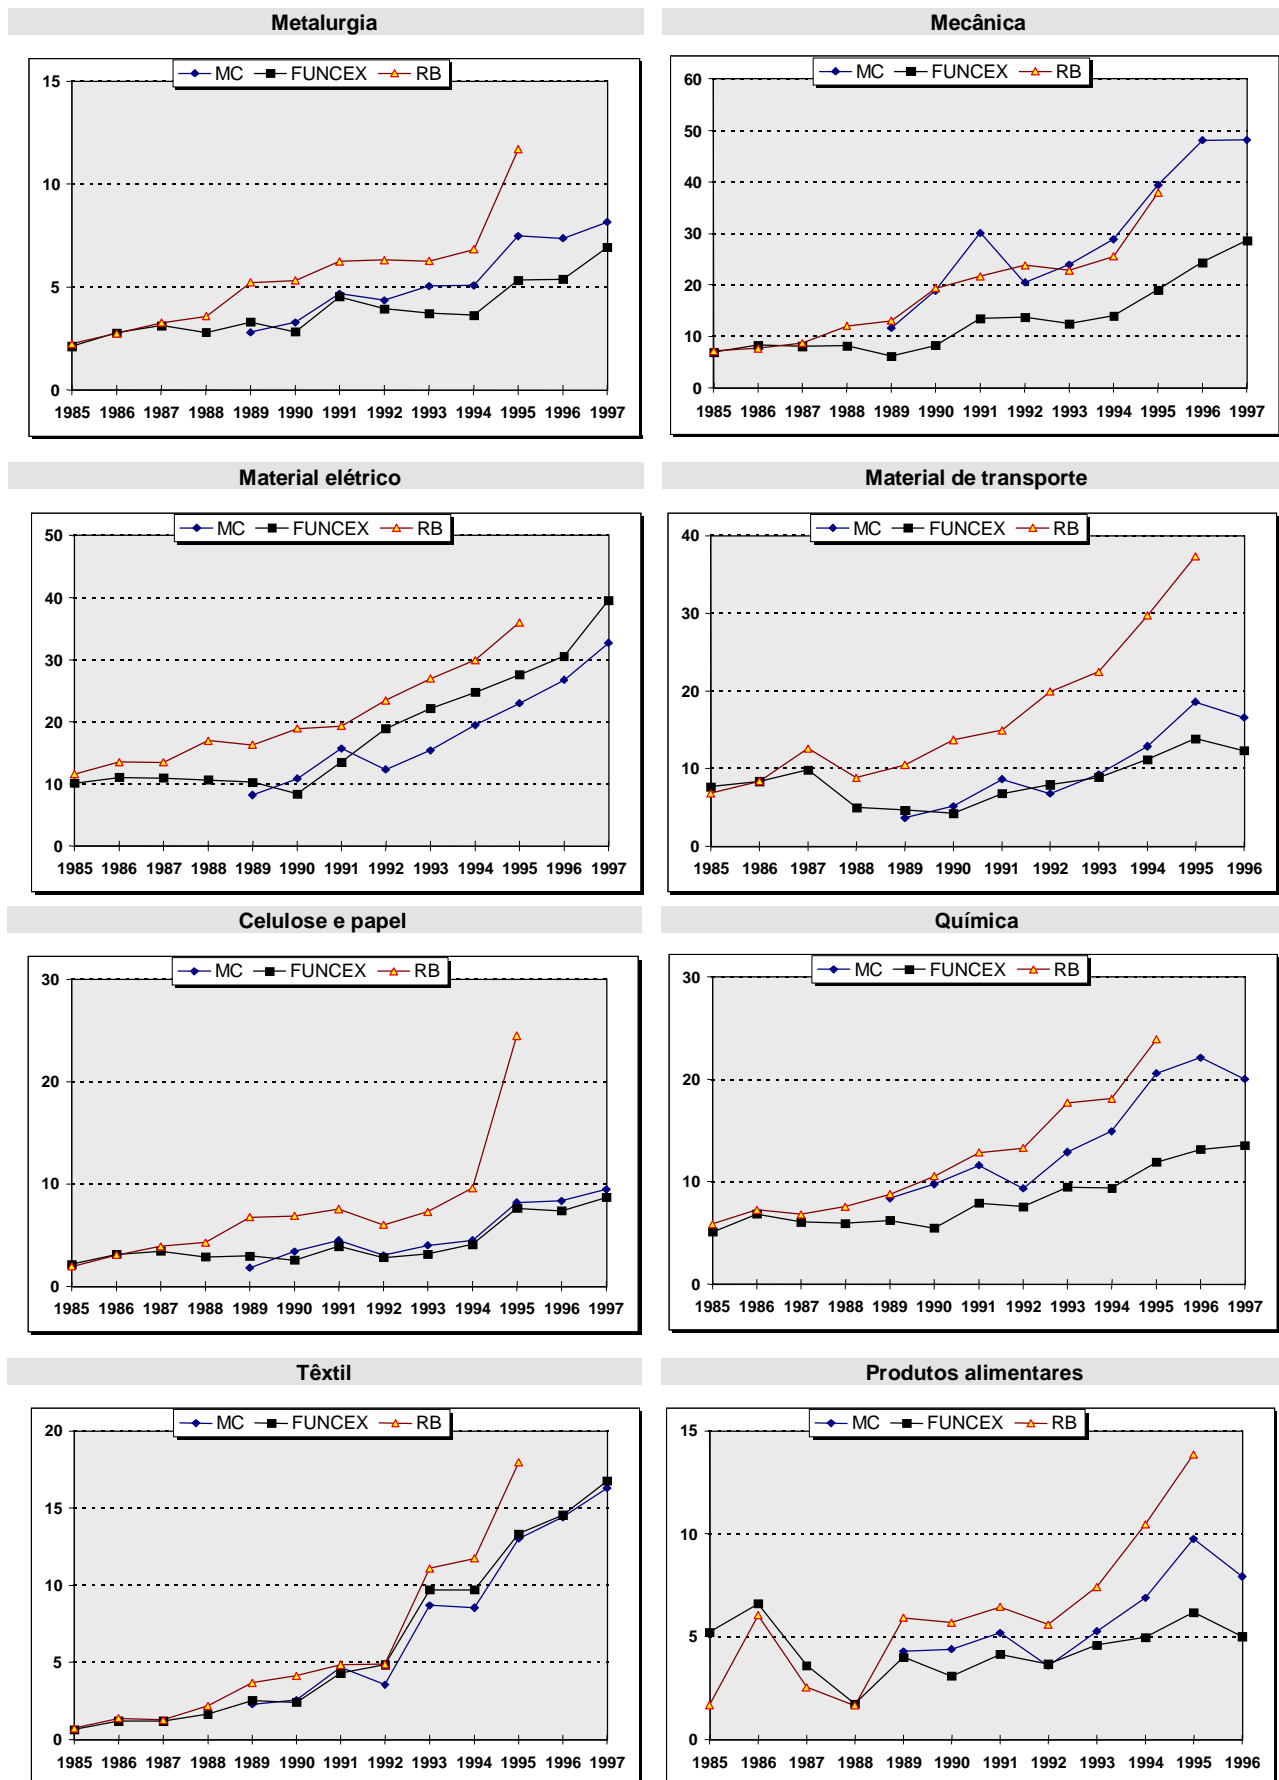 Metalurgia
MC FUNCEX RB
15
10
5
0
1985 1986 1987 1988 1989 1990 1991 1992 1993 1994 1995 1996 1997
Mecânica
MC FUNCEX RB
60
50
40
30
20
10
0
1985 1986 1987 1988 1989 1990 1991 1992 1993 1994 1995 1996 1997
Material elétrico
MC FUNCEX RB
50
40
30
20
10
0
1985 1986 1987 1988 1989 1990 1991 1992 1993 1994 1995 1996 1997
Material de transporte
MC FUNCEX RB
40
30
20
10
0
1985 1986 1987 1988 1989 1990 1991 1992 1993 1994 1995 1996
Celulose e papel
MC FUNCEX RB
30
20
10
0
1985 1986 1987 1988 1989 1990 1991 1992 1993 1994 1995 1996 1997
Química
MC FUNCEX RB
30
20
10
0
1985 1986 1987 1988 1989 1990 1991 1992 1993 1994 1995 1996 1997
Têxtil
MC FUNCEX RB
20
15
10
5
0
1985 1986 1987 1988 1989 1990 1991 1992 1993 1994 1995 1996 1997
Produtos alimentares
MC FUNCEX RB
15
10
5
0
1985 1986 1987 1988 1989 1990 1991 1992 1993 1994 1995 1996